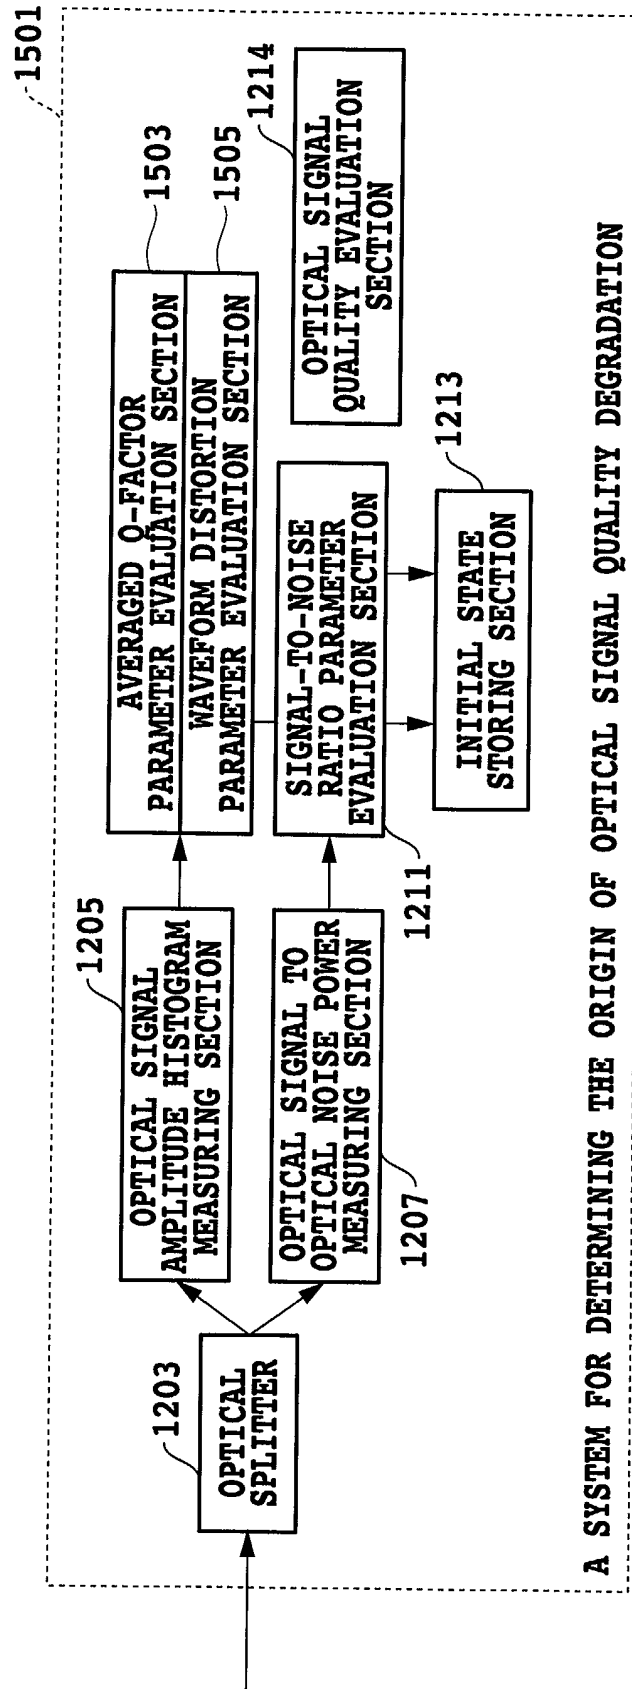 1501
1203
OPTICAL
SPLITTER
1205
OPTICAL SIGNAL
AMPLITUDE HISTOGRAM
MEASURING SECTION
OPTICAL SIGNAL TO
OPTICAL NOISE POWER
MEASURING SECTION
1207
AVERAGED Q-FACTOR
PARAMETER EVALUATION SECTION
1503
WAVEFORM DISTORTION
PARAMETER EVALUATION SECTION
1505
SIGNAL-TO-NOISE
RATIO PARAMETER
EVALUATION SECTION
1211
OPTICAL SIGNAL
QUALITY EVALUATION
SECTION
1214
INITIAL STATE
STORING SECTION
1213
A SYSTEM FOR DETERMINING THE ORIGIN OF OPTICAL SIGNAL QUALITY DEGRADATION